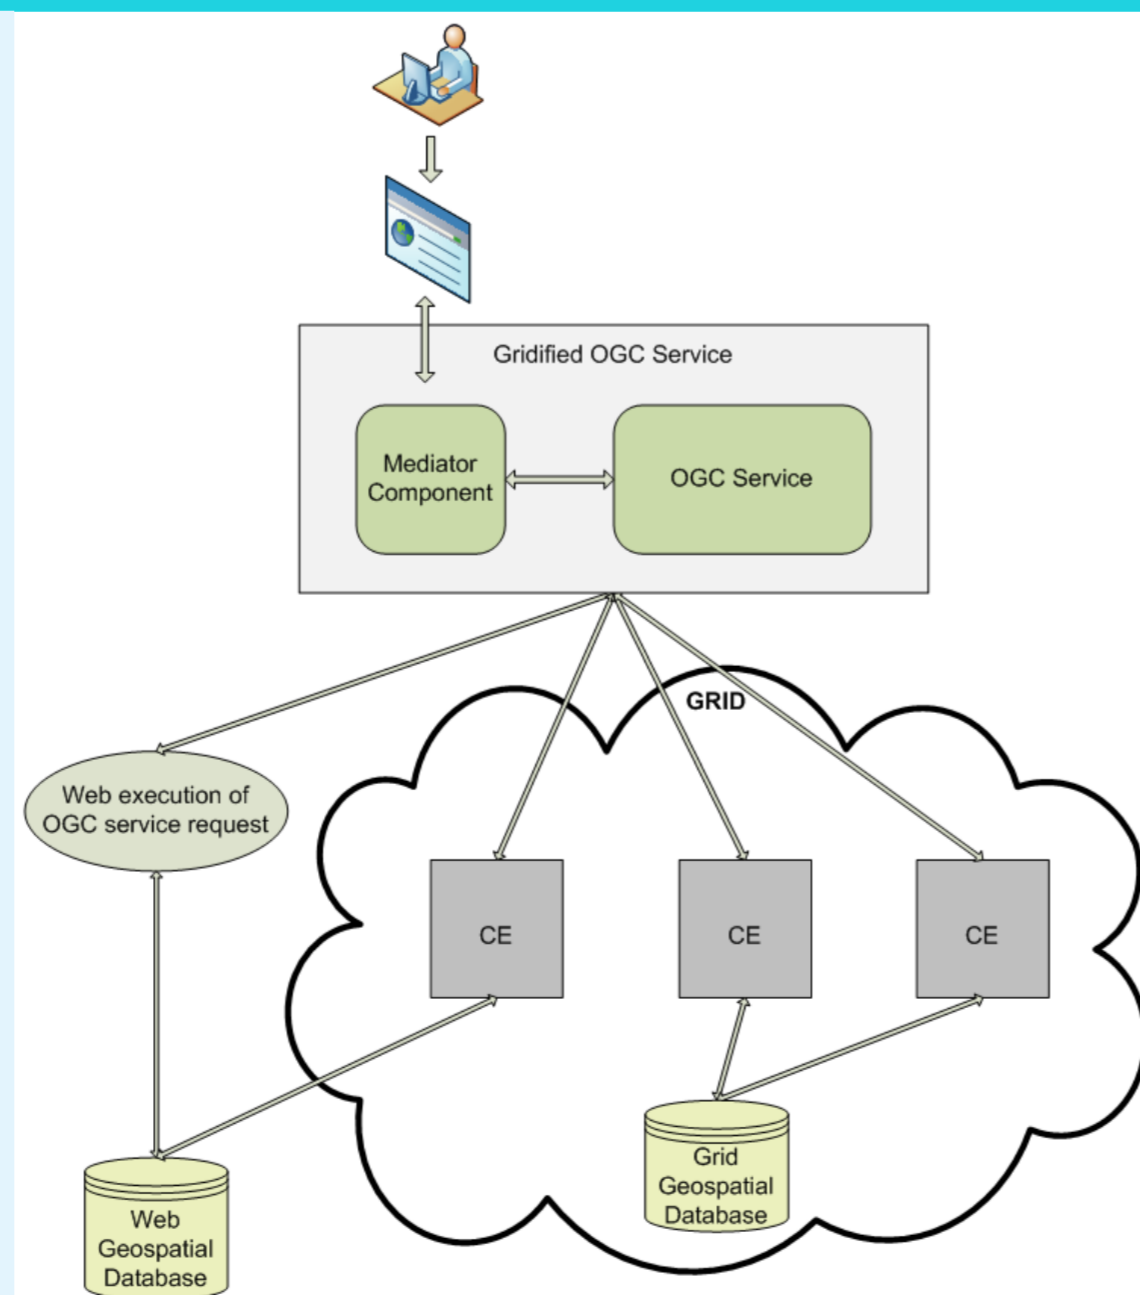 Gridified OGC Service
Mediator
Component
OGC Service
GRID
Web execution of
OGC service request
CE
CE
CE
Grid
Geospatial
Database
Web
Geospatial
Database